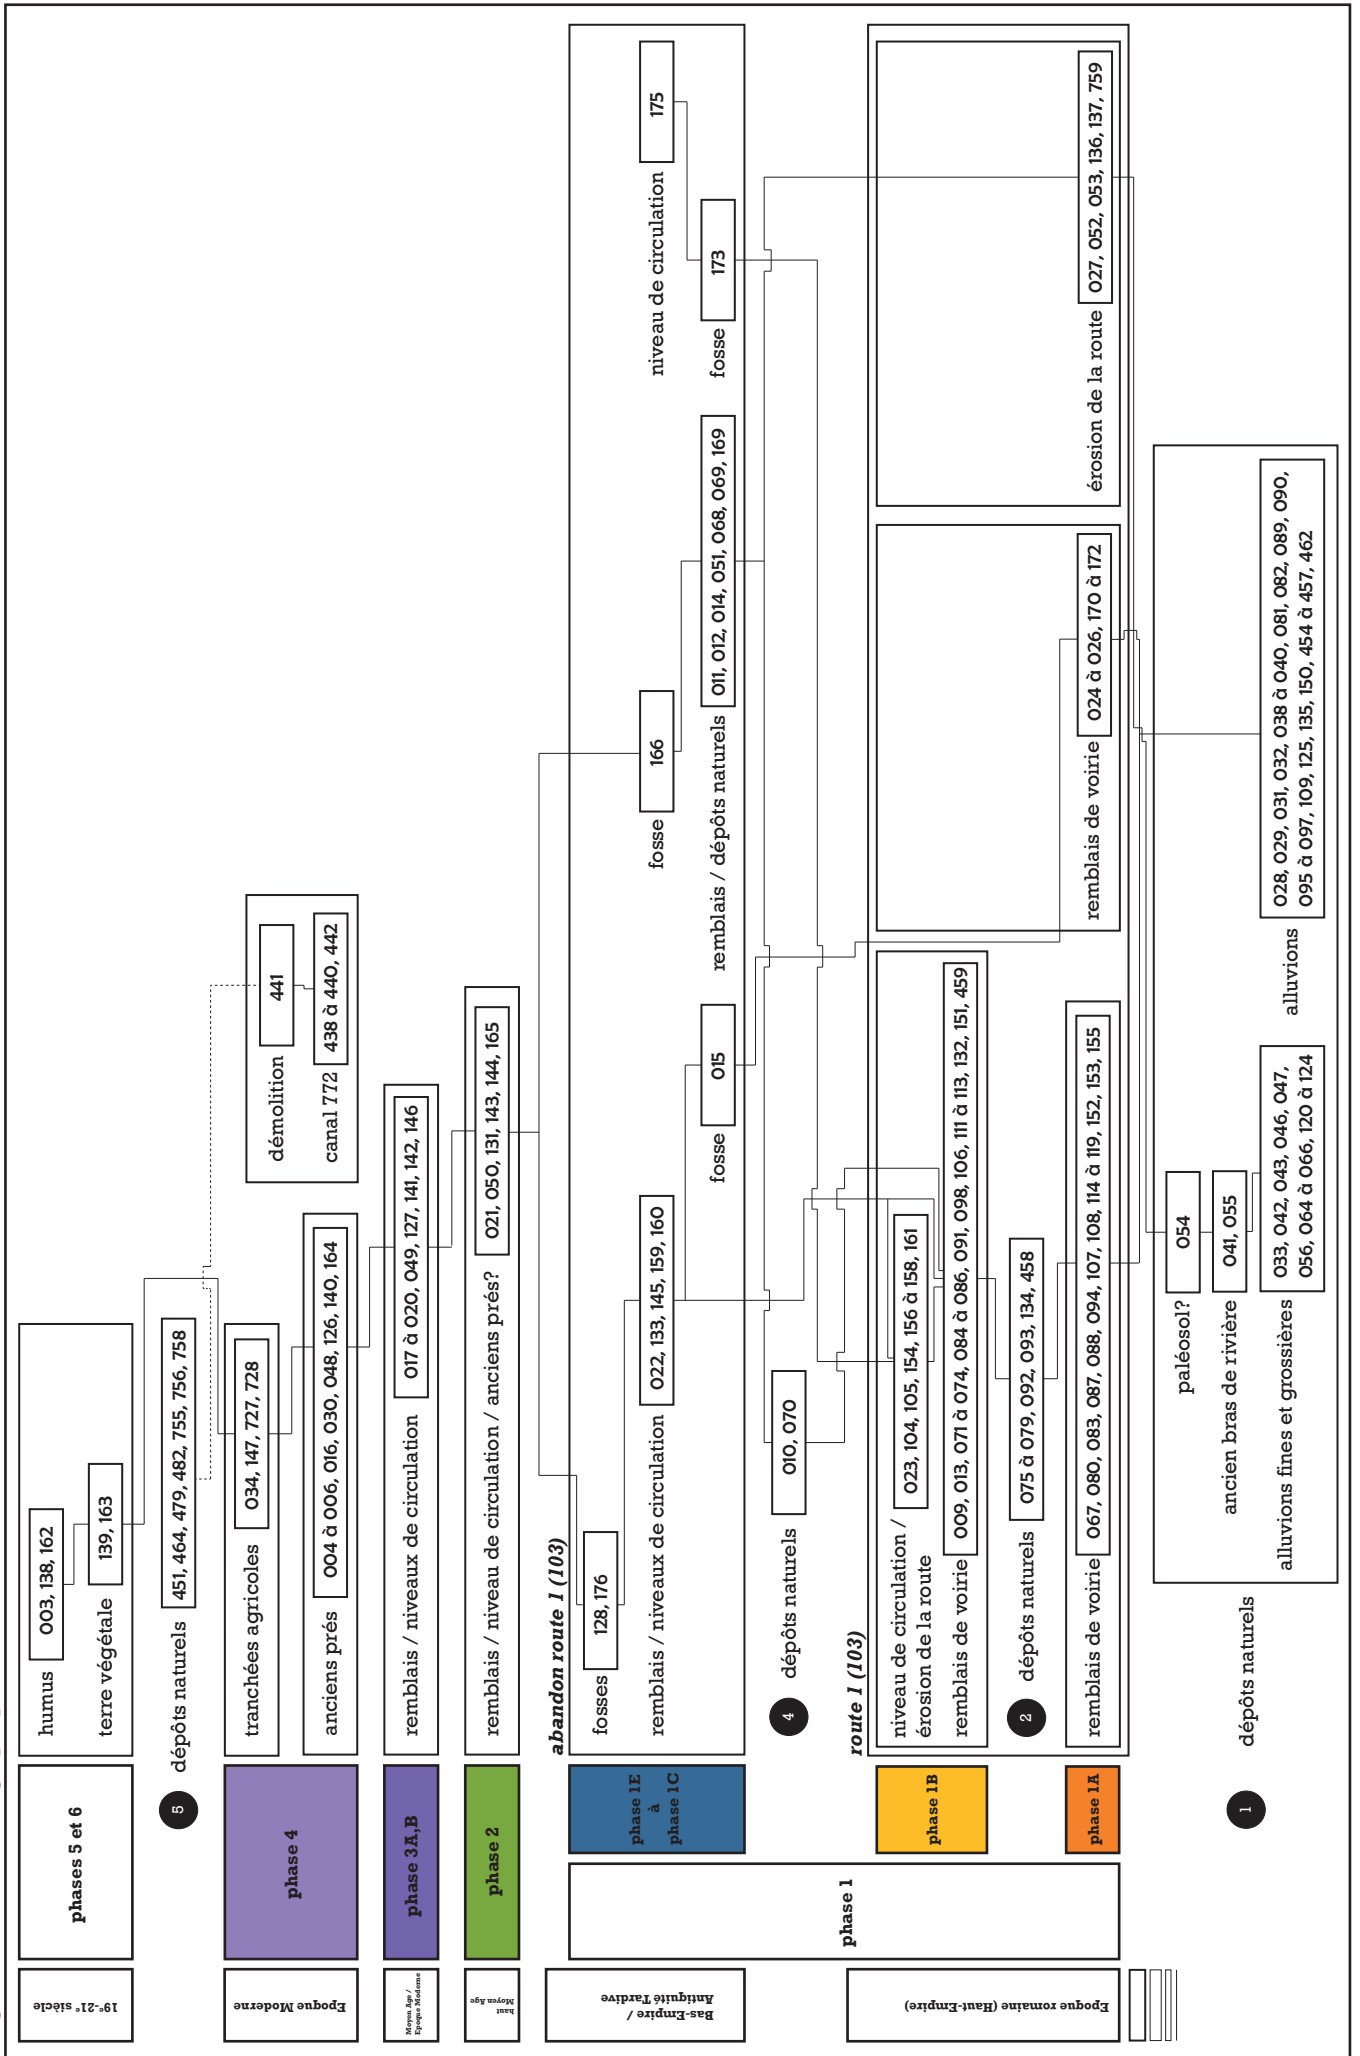 19e-21e siècle
phases 5 et 6
humus
003, 138, 162
terre végétale
139, 163
5
dépôts naturels
451, 464, 479, 482, 755, 756, 758
Epoque Moderne
phase 4
tranchées agricoles
034, 147, 727, 728
anciens prés
004 à 006, 016, 030, 048, 126, 140, 164
démolition
441
canal 772
438 à 440, 442
Moyen Age /
Epoque Moderne
phase 3A,B
remblais / niveaux de circulation
017 à 020, 049, 127, 141, 142, 146
haut
Moyen Age
phase 2
remblais / niveau de circulation / anciens prés?
021, 050, 131, 143, 144, 165
Bas-Empire /
Antiquité Tardive
phase 1
phase 1E
à
phase 1C
abandon route 1 (103)
fosses
128, 176
remblais / niveaux de circulation
022, 133, 145, 159, 160
fosse
015
fosse
166
remblais / dépôts naturels
011, 012, 014, 051, 068, 069, 169
niveau de circulation
175
fosse
173
4
dépôts naturels
010, 070
Epoque romaine (Haut-Empire)
route 1 (103)
phase 1B
niveau de circulation /
érosion de la route
023, 104, 105, 154, 156 à 158, 161
remblais de voirie
009, 013, 071 à 074, 084 à 086, 091, 098, 106, 111 à 113, 132, 151, 459
2
dépôts naturels
075 à 079, 092, 093, 134, 458
phase 1A
remblais de voirie
067, 080, 083, 087, 088, 094, 107, 108, 114 à 119, 152, 153, 155
remblais de voirie
024 à 026, 170 à 172
érosion de la route
027, 052, 053, 136, 137, 759
1
dépôts naturels
paléosol?
054
ancien bras de rivière
041, 055
alluvions fines et grossières
033, 042, 043, 046, 047,
056, 064 à 066, 120 à 124
alluvions
028, 029, 031, 032, 038 à 040, 081, 082, 089, 090,
095 à 097, 109, 125, 135, 150, 454 à 457, 462